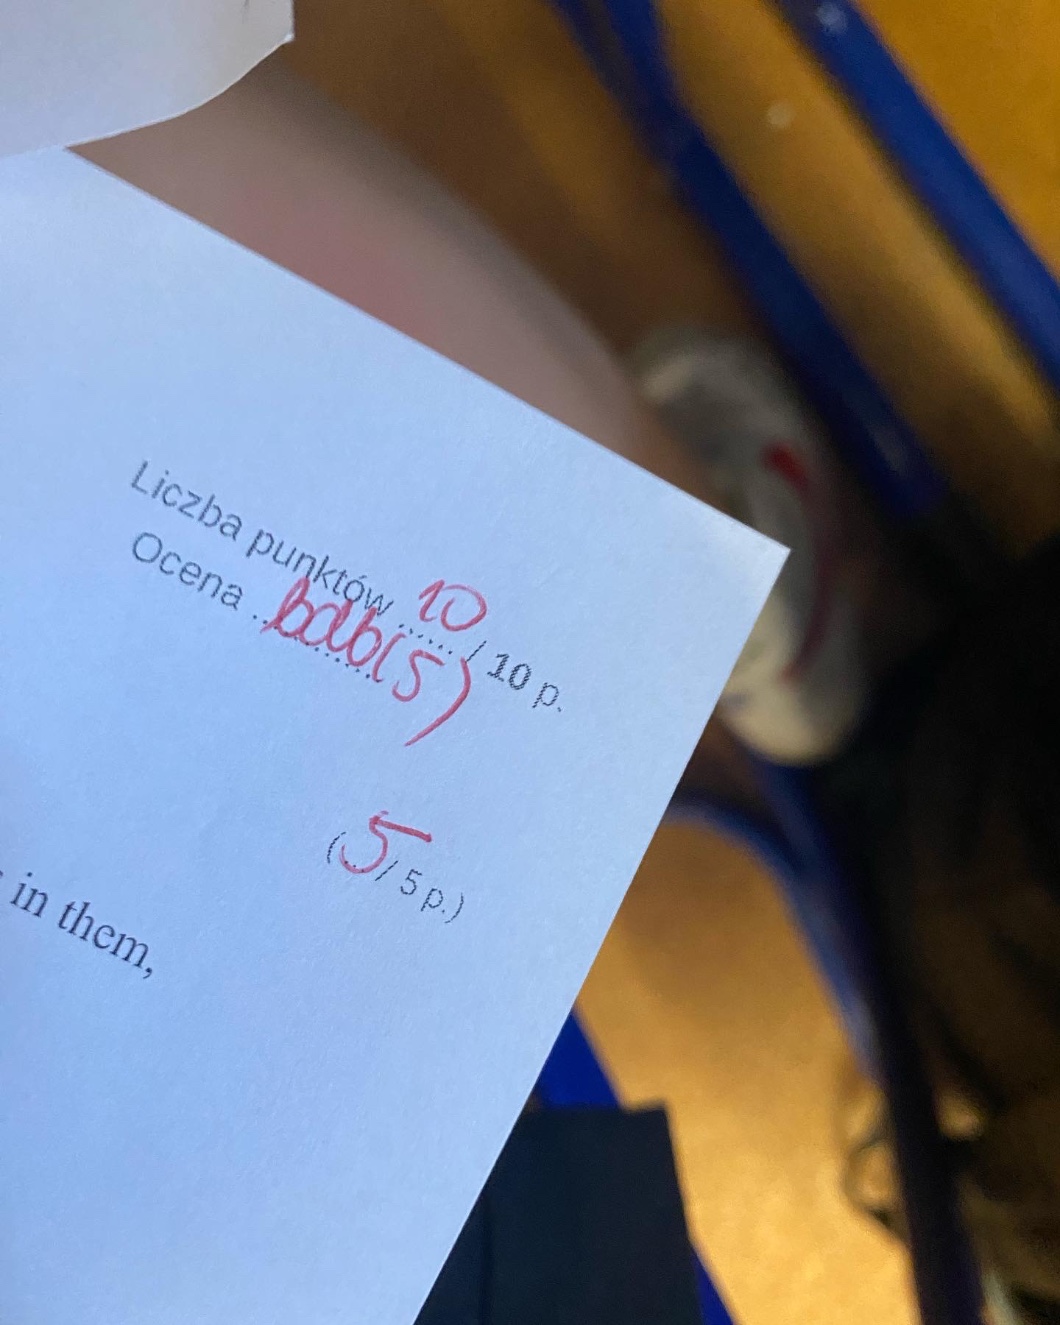 Liczba punktów 10 / 10 p.
Ocena bdb (5)
(5/5 p.)
in them,